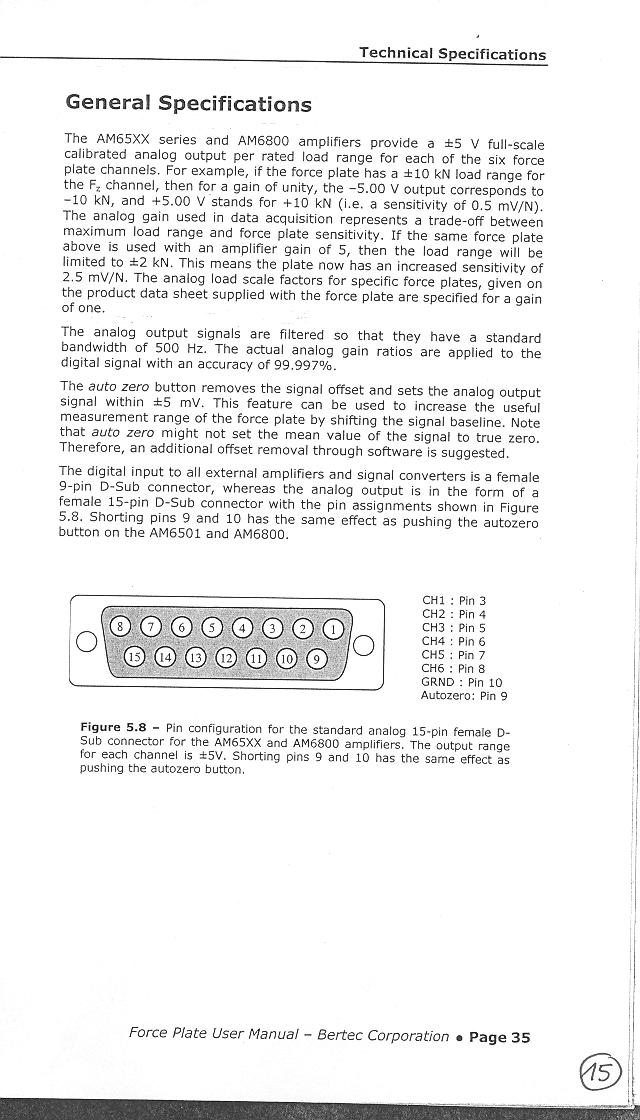 Technical Specifications
General Specifications
The AM65XX series and AM6800 amplifiers provide a ±5 V full-scale
calibrated analog output per rated load range for each of the six force
plate channels. For example, if the force plate has a ±10 kN load range for
the Fz channel, then for a gain of unity, the −5.00 V output corresponds to
−10 kN, and +5.00 V stands for +10 kN (i.e. a sensitivity of 0.5 mV/N).
The analog gain used in data acquisition represents a trade-off between
maximum load range and force plate sensitivity. If the same force plate
above is used with an amplifier gain of 5, then the load range will be
limited to ±2 kN. This means the plate now has an increased sensitivity of
2.5 mV/N. The analog load scale factors for specific force plates, given on
the product data sheet supplied with the force plate are specified for a gain
of one.
The analog output signals are filtered so that they have a standard
bandwidth of 500 Hz. The actual analog gain ratios are applied to the
digital signal with an accuracy of 99.997%.
The auto zero button removes the signal offset and sets the analog output
signal within ±5 mV. This feature can be used to increase the useful
measurement range of the force plate by shifting the signal baseline. Note
that auto zero might not set the mean value of the signal to true zero.
Therefore, an additional offset removal through software is suggested.
The digital input to all external amplifiers and signal converters is a female
9-pin D-Sub connector, whereas the analog output is in the form of a
female 15-pin D-Sub connector with the pin assignments shown in Figure
5.8. Shorting pins 9 and 10 has the same effect as pushing the autozero
button on the AM6501 and AM6800.
8 7 6 5 4 3 2 1
15 14 13 12 11 10 9
CH1 : Pin 3
CH2 : Pin 4
CH3 : Pin 5
CH4 : Pin 6
CH5 : Pin 7
CH6 : Pin 8
GRND : Pin 10
Autozero: Pin 9
Figure 5.8 – Pin configuration for the standard analog 15-pin female D-
Sub connector for the AM65XX and AM6800 amplifiers. The output range
for each channel is ±5V. Shorting pins 9 and 10 has the same effect as
pushing the autozero button.
Force Plate User Manual – Bertec Corporation • Page 35
15